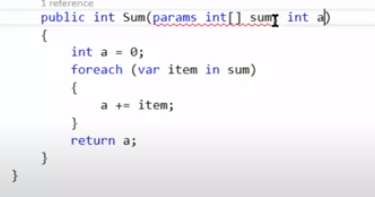 1 reference
public int Sum(params int[] sum, int a)
{
int a = 0;
foreach (var item in sum)
{
a += item;
}
return a;
}
}